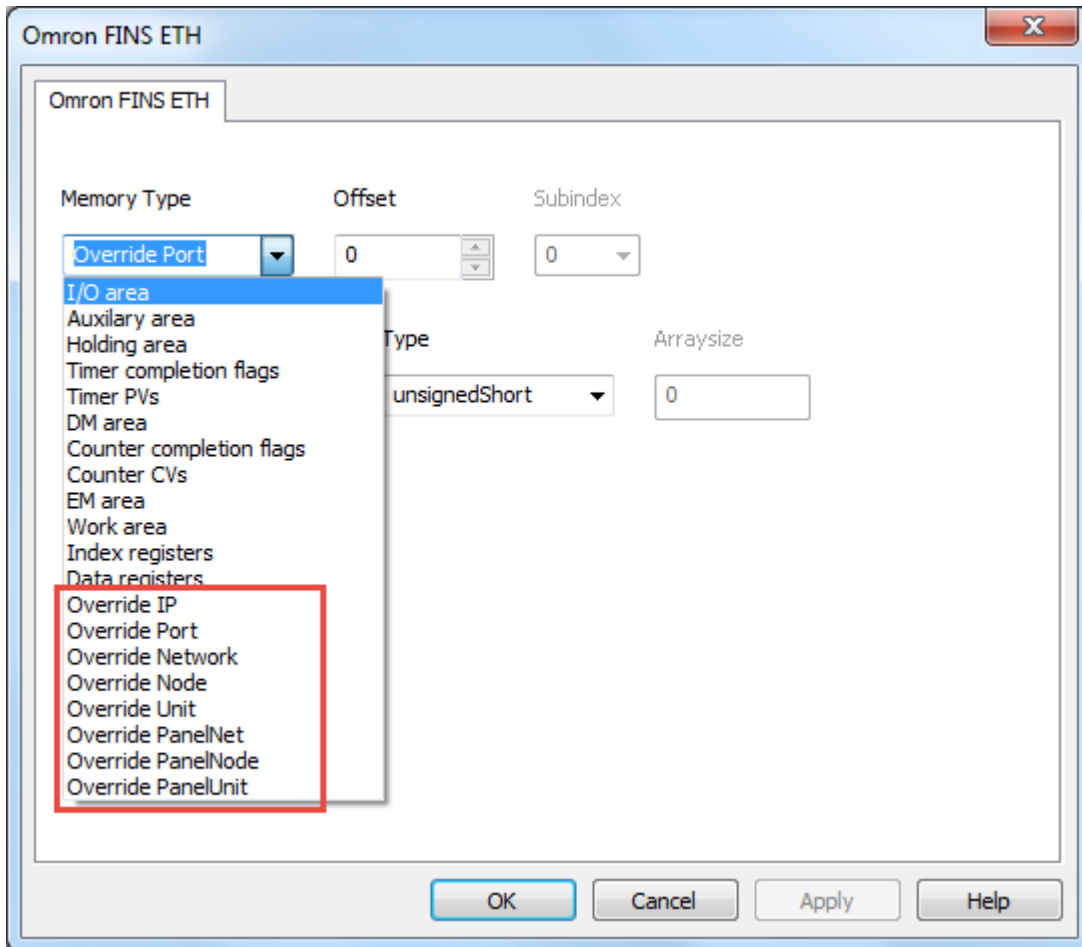 Omron FINS ETH
Omron FINS ETH
Memory Type Offset Subindex
Override Port 0 0
I/O area
Auxilary area
Holding area
Timer completion flags
Timer PVs
DM area
Counter completion flags
Counter CVs
EM area
Work area
Index registers
Data registers
Override IP
Override Port
Override Network
Override Node
Override Unit
Override PanelNet
Override PanelNode
Override PanelUnit
Type Arraysize
unsignedShort 0
OK Cancel Apply Help